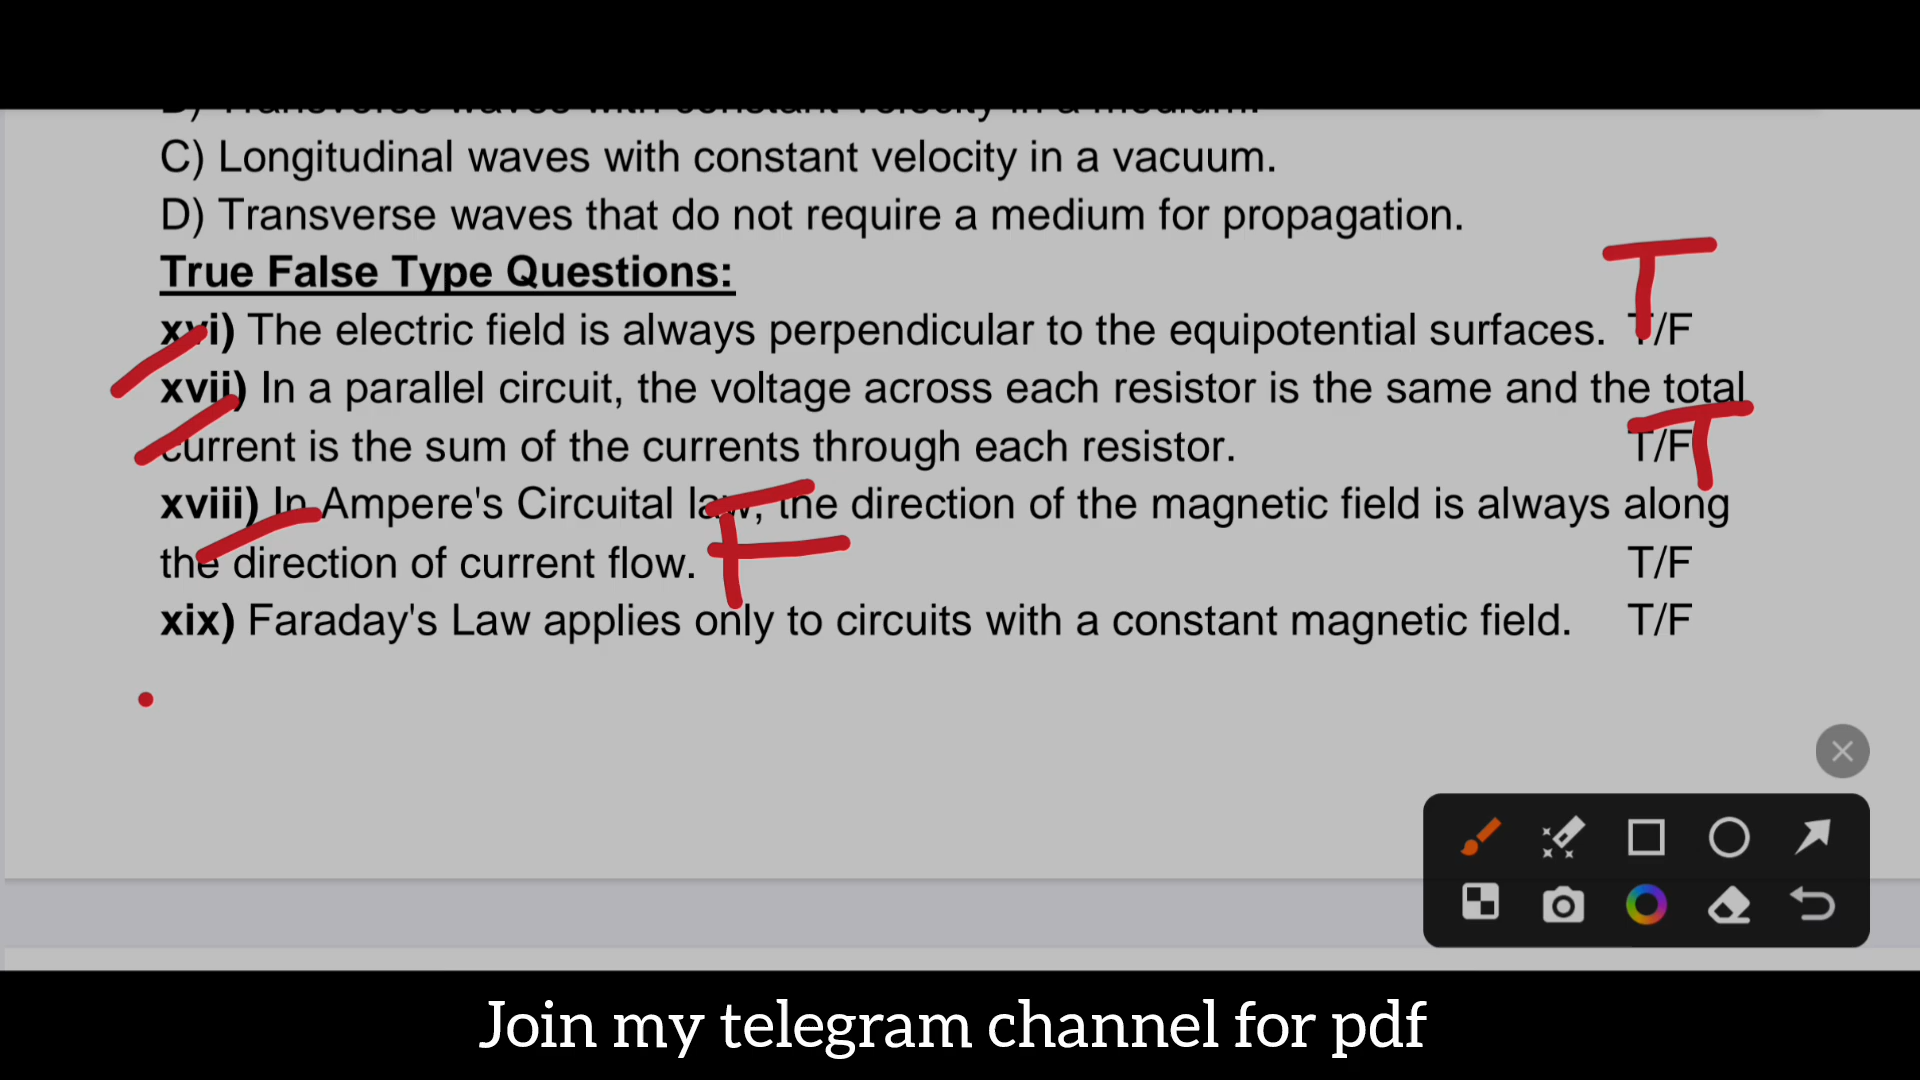 C) Longitudinal waves with constant velocity in a vacuum.
D) Transverse waves that do not require a medium for propagation.
True False Type Questions:
T
xvi) The electric field is always perpendicular to the equipotential surfaces. T/F
xvii) In a parallel circuit, the voltage across each resistor is the same and the total
current is the sum of the currents through each resistor. T/F
T
xviii) In Ampere's Circuital law, the direction of the magnetic field is always along
the direction of current flow. F T/F
xix) Faraday's Law applies only to circuits with a constant magnetic field. T/F
Join my telegram channel for pdf